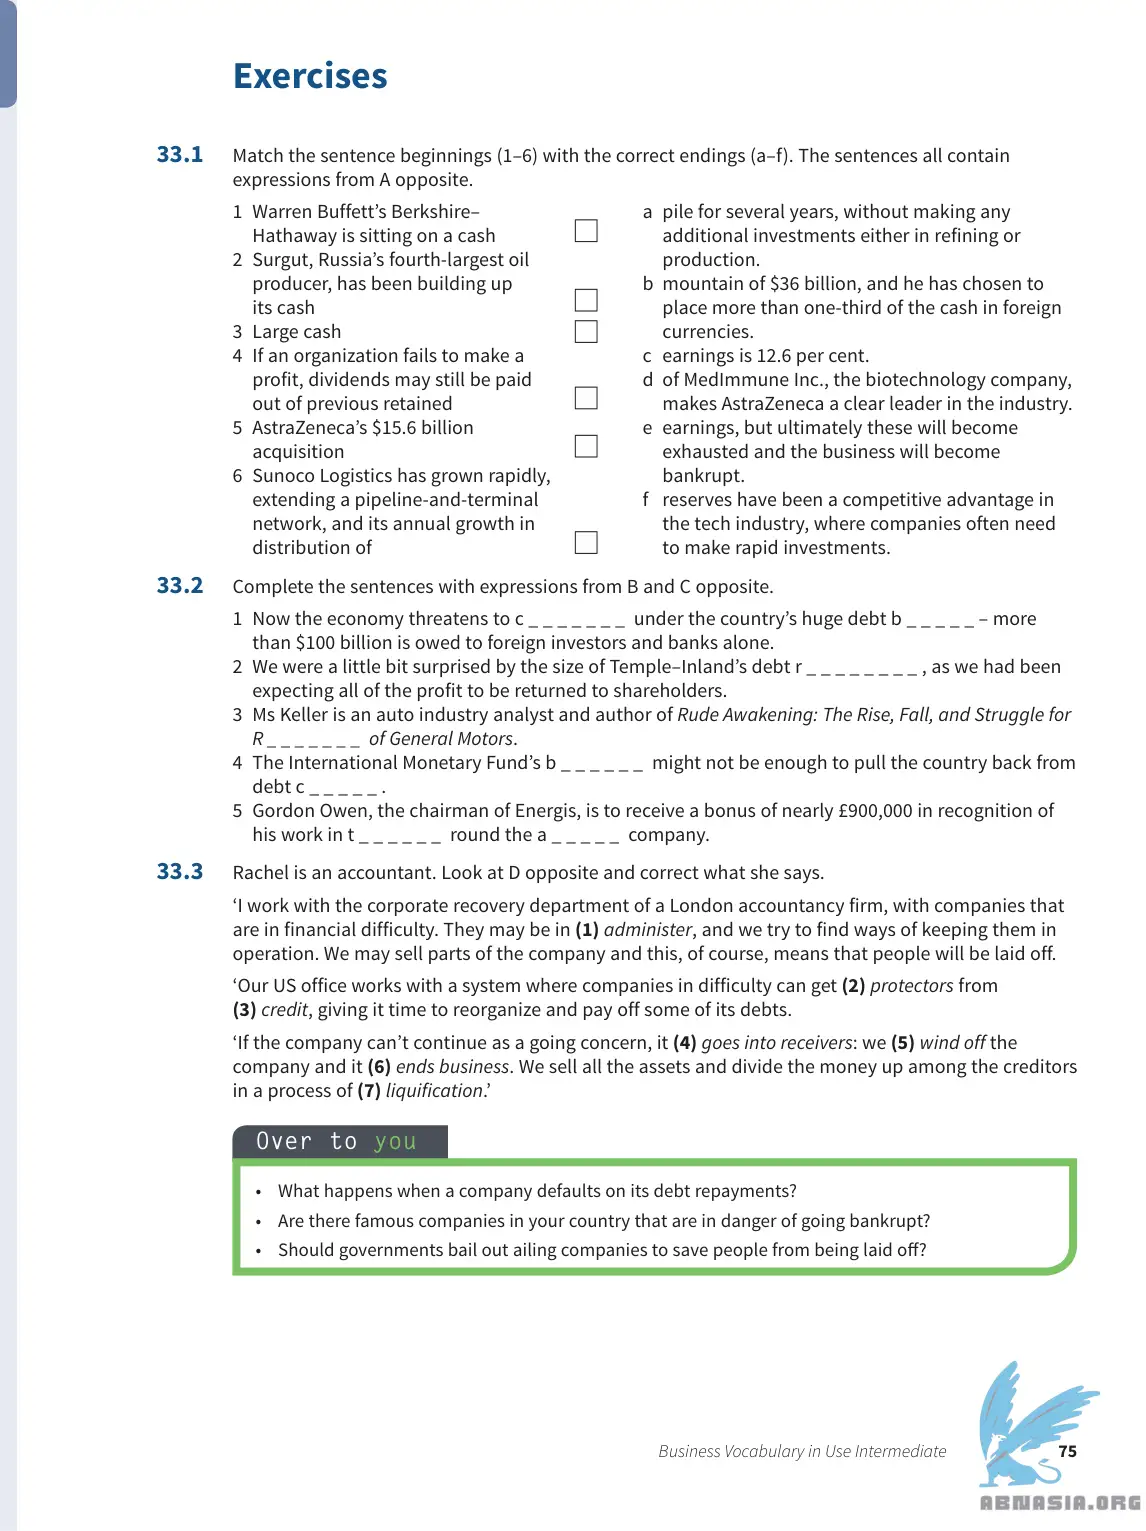 Exercises
33.1 Match the sentence beginnings (1–6) with the correct endings (a–f). The sentences all contain
expressions from A opposite.
1 Warren Buffett’s Berkshire–
Hathaway is sitting on a cash
2 Surgut, Russia’s fourth-largest oil
producer, has been building up
its cash
3 Large cash
4 If an organization fails to make a
profit, dividends may still be paid
out of previous retained
5 AstraZeneca’s $15.6 billion
acquisition
6 Sunoco Logistics has grown rapidly,
extending a pipeline-and-terminal
network, and its annual growth in
distribution of
a pile for several years, without making any
additional investments either in refining or
production.
b mountain of $36 billion, and he has chosen to
place more than one-third of the cash in foreign
currencies.
c earnings is 12.6 per cent.
d of MedImmune Inc., the biotechnology company,
makes AstraZeneca a clear leader in the industry.
e earnings, but ultimately these will become
exhausted and the business will become
bankrupt.
f reserves have been a competitive advantage in
the tech industry, where companies often need
to make rapid investments.
33.2 Complete the sentences with expressions from B and C opposite.
1 Now the economy threatens to c _ _ _ _ _ _ _ under the country’s huge debt b _ _ _ _ _ – more
than $100 billion is owed to foreign investors and banks alone.
2 We were a little bit surprised by the size of Temple–Inland’s debt r _ _ _ _ _ _ _ _ , as we had been
expecting all of the profit to be returned to shareholders.
3 Ms Keller is an auto industry analyst and author of Rude Awakening: The Rise, Fall, and Struggle for
R _ _ _ _ _ _ _ of General Motors.
4 The International Monetary Fund’s b _ _ _ _ _ _ might not be enough to pull the country back from
debt c _ _ _ _ _ .
5 Gordon Owen, the chairman of Energis, is to receive a bonus of nearly £900,000 in recognition of
his work in t _ _ _ _ _ _ round the a _ _ _ _ _ company.
33.3 Rachel is an accountant. Look at D opposite and correct what she says.
‘I work with the corporate recovery department of a London accountancy firm, with companies that
are in financial difficulty. They may be in (1) administer, and we try to find ways of keeping them in
operation. We may sell parts of the company and this, of course, means that people will be laid off.
‘Our US office works with a system where companies in difficulty can get (2) protectors from
(3) credit, giving it time to reorganize and pay off some of its debts.
‘If the company can’t continue as a going concern, it (4) goes into receivers: we (5) wind off the
company and it (6) ends business. We sell all the assets and divide the money up among the creditors
in a process of (7) liquification.’
Over to you
• What happens when a company defaults on its debt repayments?
• Are there famous companies in your country that are in danger of going bankrupt?
• Should governments bail out ailing companies to save people from being laid off?
Business Vocabulary in Use Intermediate 75
ABNASIA.ORG